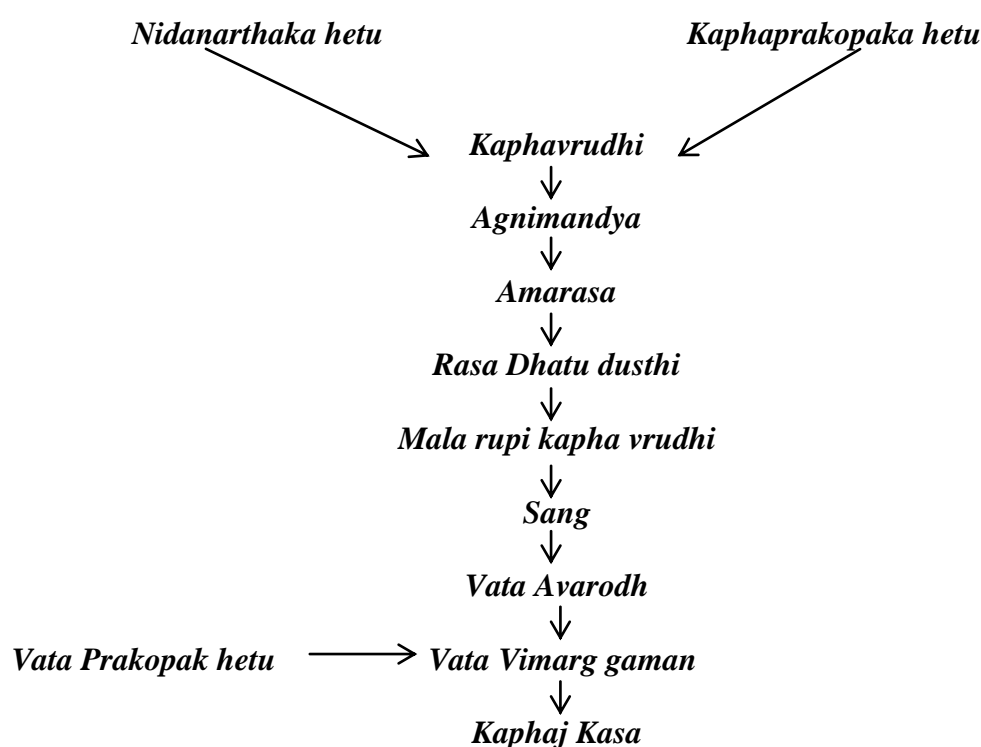 Nidanarthaka hetu Kaphaprakopaka hetu
Kaphavrudhi
Agnimandya
Amarasa
Rasa Dhatu dusthi
Mala rupi kapha vrudhi
Sang
Vata Avarodh
Vata Prakopak hetu Vata Vimarg gaman
Kaphaj Kasa